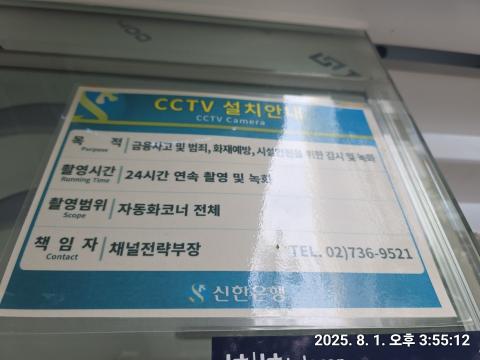 CCTV 설치안내
CCTV Camera
목 적 금융사고 및 범죄, 화재예방, 시설안전을 위한 감시 및 녹화
Purpose
촬영시간 24시간 연속 촬영 및 녹화
Running Time
촬영범위 자동화코너 전체
Scope
책 임 자 채널전략부장 TEL. 02)736-9521
Contact
신한은행
2025. 8. 1. 오후 3:55:12